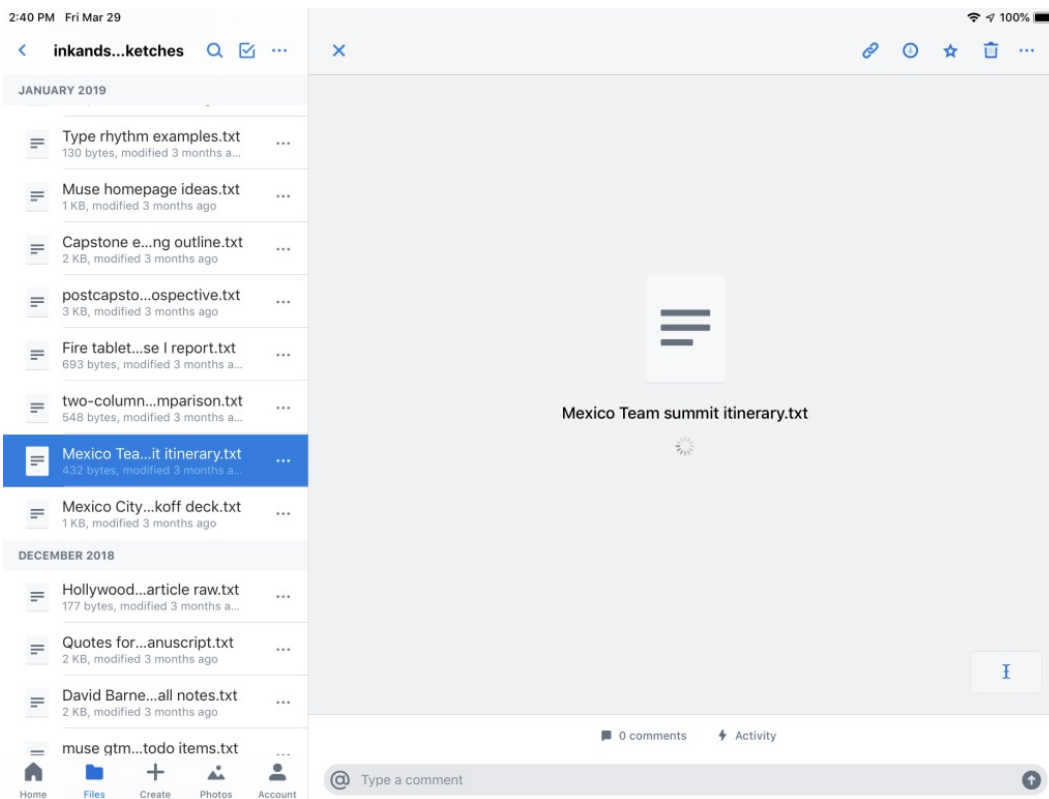 2:40 PM Fri Mar 29
100%
inkands...ketches
JANUARY 2019
Type rhythm examples.txt
130 bytes, modified 3 months a...
Muse homepage ideas.txt
1 KB, modified 3 months ago
Capstone e...ng outline.txt
2 KB, modified 3 months ago
postcapsto...ospective.txt
3 KB, modified 3 months ago
Fire tablet...se I report.txt
693 bytes, modified 3 months a...
two-column...mparison.txt
548 bytes, modified 3 months a...
Mexico Tea...it itinerary.txt
432 bytes, modified 3 months a...
Mexico City...koff deck.txt
1 KB, modified 3 months ago
DECEMBER 2018
Hollywood...article raw.txt
177 bytes, modified 3 months a...
Quotes for...anuscript.txt
2 KB, modified 3 months ago
David Barne...all notes.txt
2 KB, modified 3 months ago
muse gtm...todo items.txt
Home Files Create Photos Account
Mexico Team summit itinerary.txt
0 comments Activity
@ Type a comment